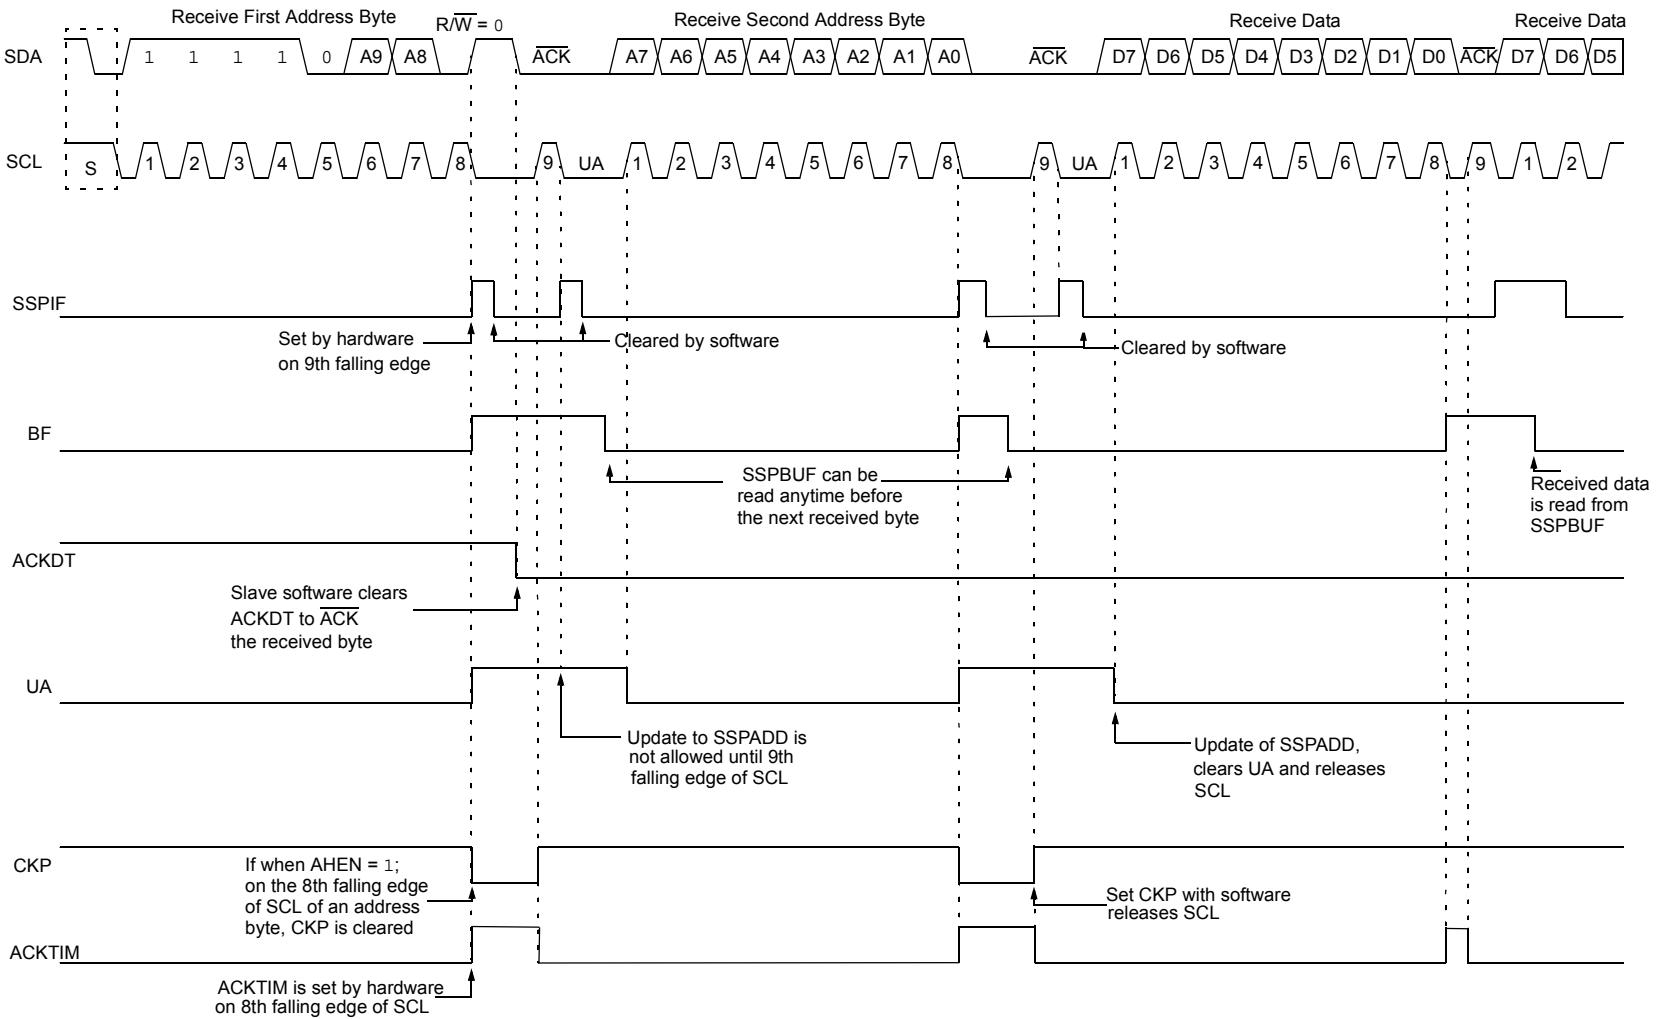 Receive First Address Byte
R/W = 0
Receive Second Address Byte
Receive Data
Receive Data
SDA
1 1 1 1 0 A9 A8
ACK
A7 A6 A5 A4 A3 A2 A1 A0
ACK
D7 D6 D5 D4 D3 D2 D1 D0
ACK
D7 D6 D5
SCL
S
1 2 3 4 5 6 7 8 9 UA 1 2 3 4 5 6 7 8 9 UA 1 2 3 4 5 6 7 8 9 1 2
SSPIF
Set by hardware
on 9th falling edge
Cleared by software
Cleared by software
BF
SSPBUF can be
read anytime before
the next received byte
Received data
is read from
SSPBUF
ACKDT
Slave software clears
ACKDT to ACK
the received byte
UA
Update to SSPADD is
not allowed until 9th
falling edge of SCL
Update of SSPADD,
clears UA and releases
SCL
CKP
If when AHEN = 1;
on the 8th falling edge
of SCL of an address
byte, CKP is cleared
Set CKP with software
releases SCL
ACKTIM
ACKTIM is set by hardware
on 8th falling edge of SCL